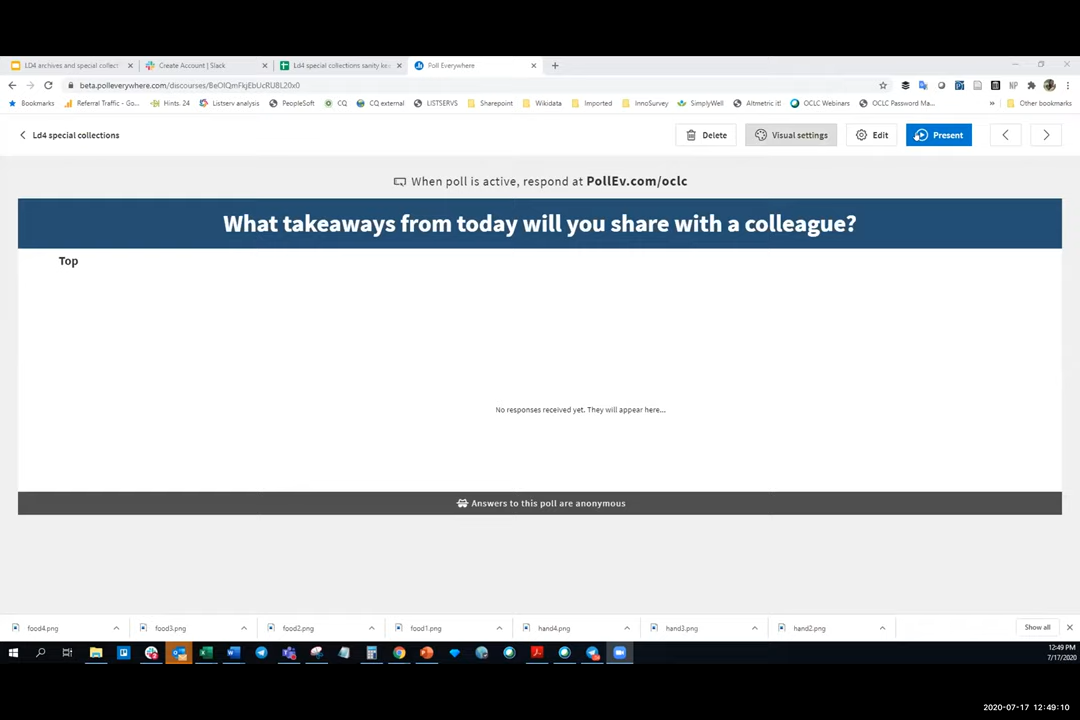 LD4 archives and special collect
Create Account | Slack
Ld4 special collections sanity ke
Poll Everywhere
beta.polleverywhere.com/discourses/BeOlQmFkjEbUcRU8L20x0
Bookmarks
Referral Traffic - Go...
Hints 24
Listserv analysis
PeopleSoft
CQ
CQ external
LISTSERVS
Sharepoint
Wikidata
Imported
InnoSurvey
SimplyWell
Altmetric it!
OCLC Webinars
OCLC Password Ma...
Other bookmarks
Ld4 special collections
Delete
Visual settings
Edit
Present
When poll is active, respond at PollEv.com/oclc
What takeaways from today will you share with a colleague?
Top
No responses received yet. They will appear here...
Answers to this poll are anonymous
food4.png
food3.png
food2.png
food1.png
hand4.png
hand3.png
hand2.png
Show all
12:49 PM
7/17/2020
2020-07-17 12:49:10